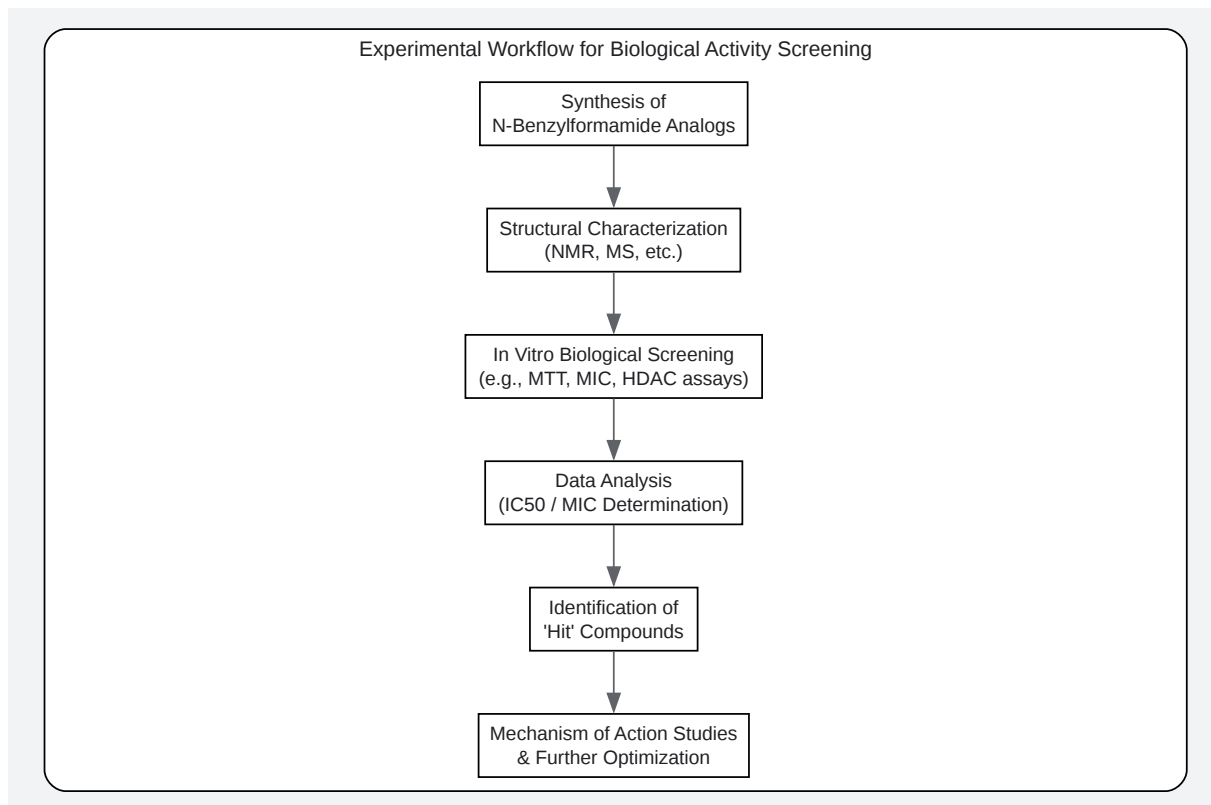 Experimental Workflow for Biological Activity Screening
Synthesis of
N-Benzylformamide Analogs
Structural Characterization
(NMR, MS, etc.)
In Vitro Biological Screening
(e.g., MTT, MIC, HDAC assays)
Data Analysis
(IC50 / MIC Determination)
Identification of
'Hit' Compounds
Mechanism of Action Studies
& Further Optimization